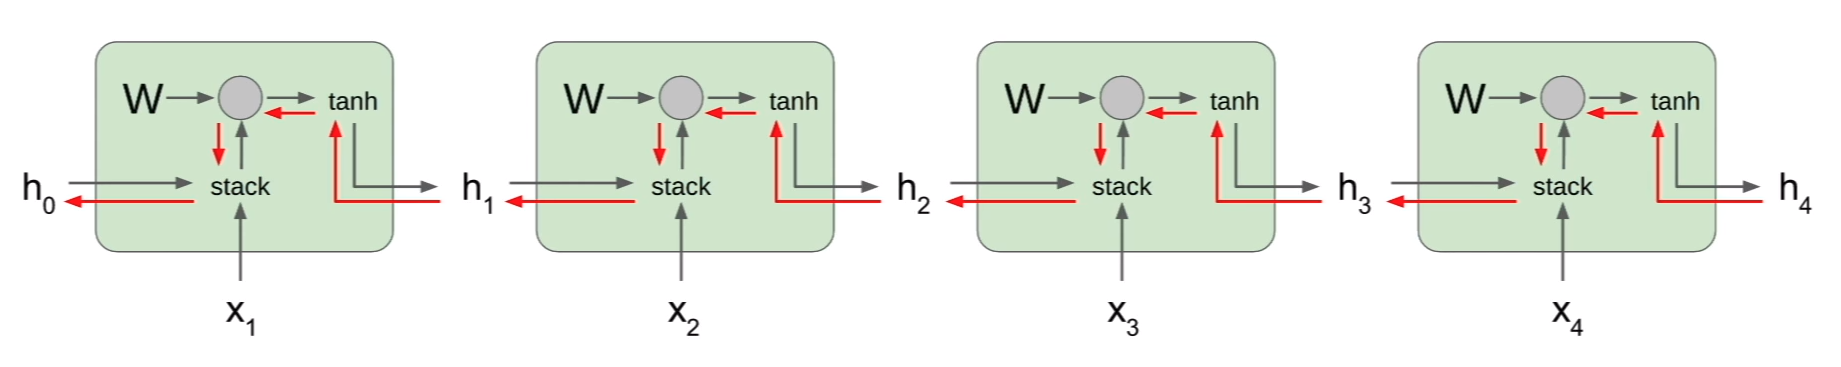 W tanh W tanh W tanh W tanh
h0 stack h1 stack h2 stack h3 stack h4
x1 x2 x3 x4